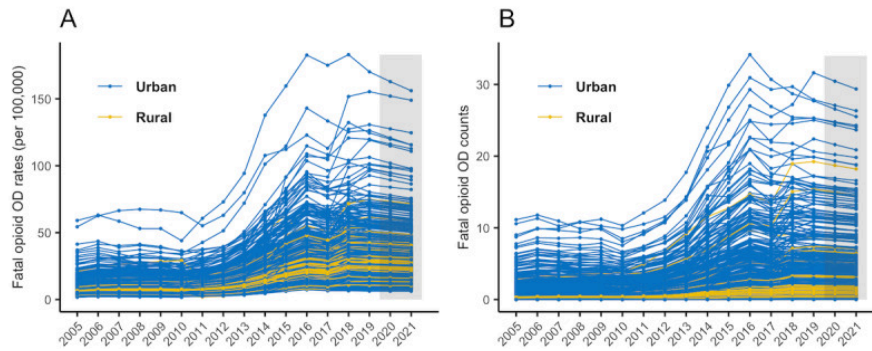 A
Fatal opioid OD rates (per 100,000)
150
100
50
0
Urban
Rural
2005 2006 2007 2008 2009 2010 2011 2012 2013 2014 2015 2016 2017 2018 2019 2020 2021
B
Fatal opioid OD counts
30
20
10
0
Urban
Rural
2005 2006 2007 2008 2009 2010 2011 2012 2013 2014 2015 2016 2017 2018 2019 2020 2021